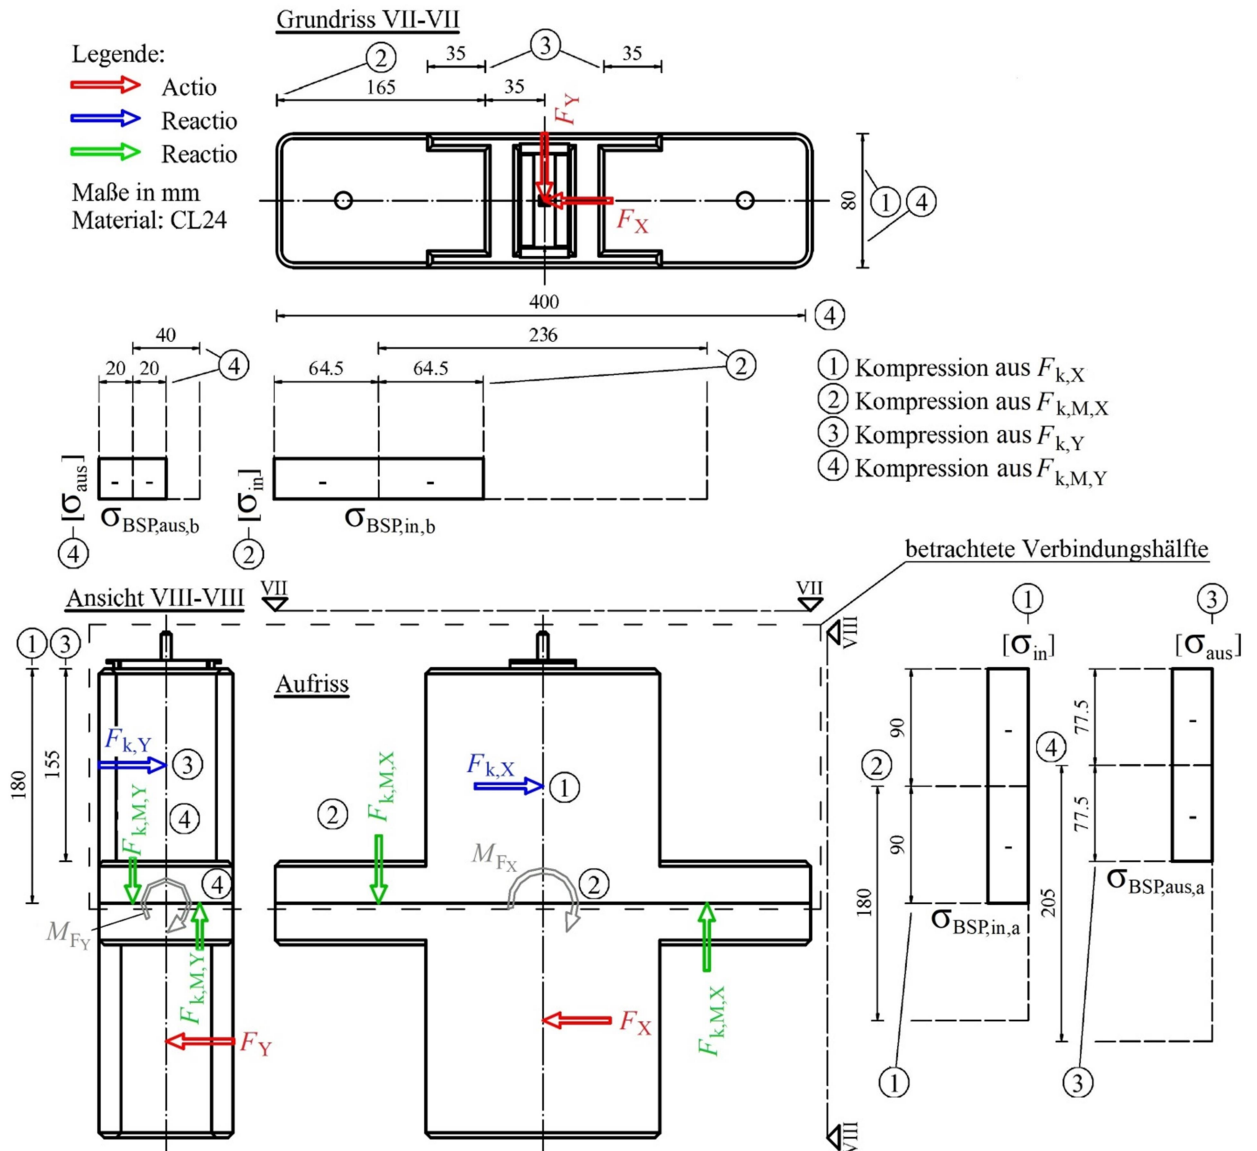 Grundriss VII-VII
Legende:
Actio
Reactio
Reactio
Maße in mm
Material: CL24
2
3
35
35
165
35
F_Y
F_X
80
1
4
400
4
40
236
20
20
4
64.5
64.5
2
1 Kompression aus F_k,X
2 Kompression aus F_k,M,X
3 Kompression aus F_k,Y
4 Kompression aus F_k,M,Y
[σ_aus]
4
- -
σ_BSP,aus,b
[σ_in]
2
- -
σ_BSP,in,b
betrachtete Verbindungshälfte
Ansicht VIII-VIII
VII
VII
VIII
1
3
[σ_in]
[σ_aus]
1
3
Aufriss
180
155
F_k,Y
3
F_k,M,Y
4
4
M_FY
F_k,M,Y
F_Y
F_k,M,X
2
F_k,X
1
M_FX
2
F_X
F_k,M,X
2
90
90
180
-
-
σ_BSP,in,a
1
4
77.5
77.5
205
-
-
σ_BSP,aus,a
3
VIII